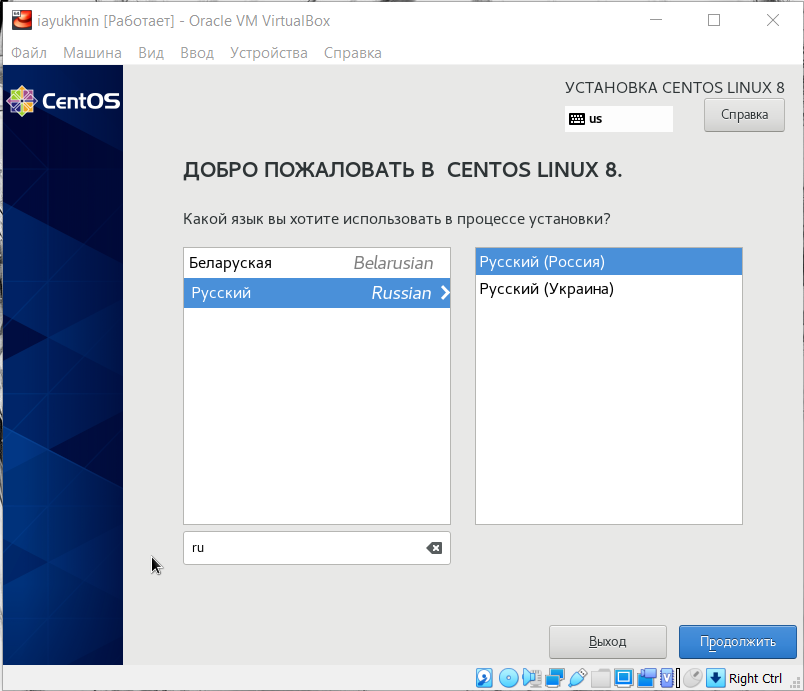 iayukhnin [Работает] - Oracle VM VirtualBox
Файл Машина Вид Ввод Устройства Справка
CentOS
УСТАНОВКА CENTOS LINUX 8
us
Справка
ДОБРО ПОЖАЛОВАТЬ В CENTOS LINUX 8.
Какой язык вы хотите использовать в процессе установки?
Беларуская Belarusian
Русский Russian
Русский (Россия)
Русский (Украина)
ru
Выход
Продолжить
Right Ctrl